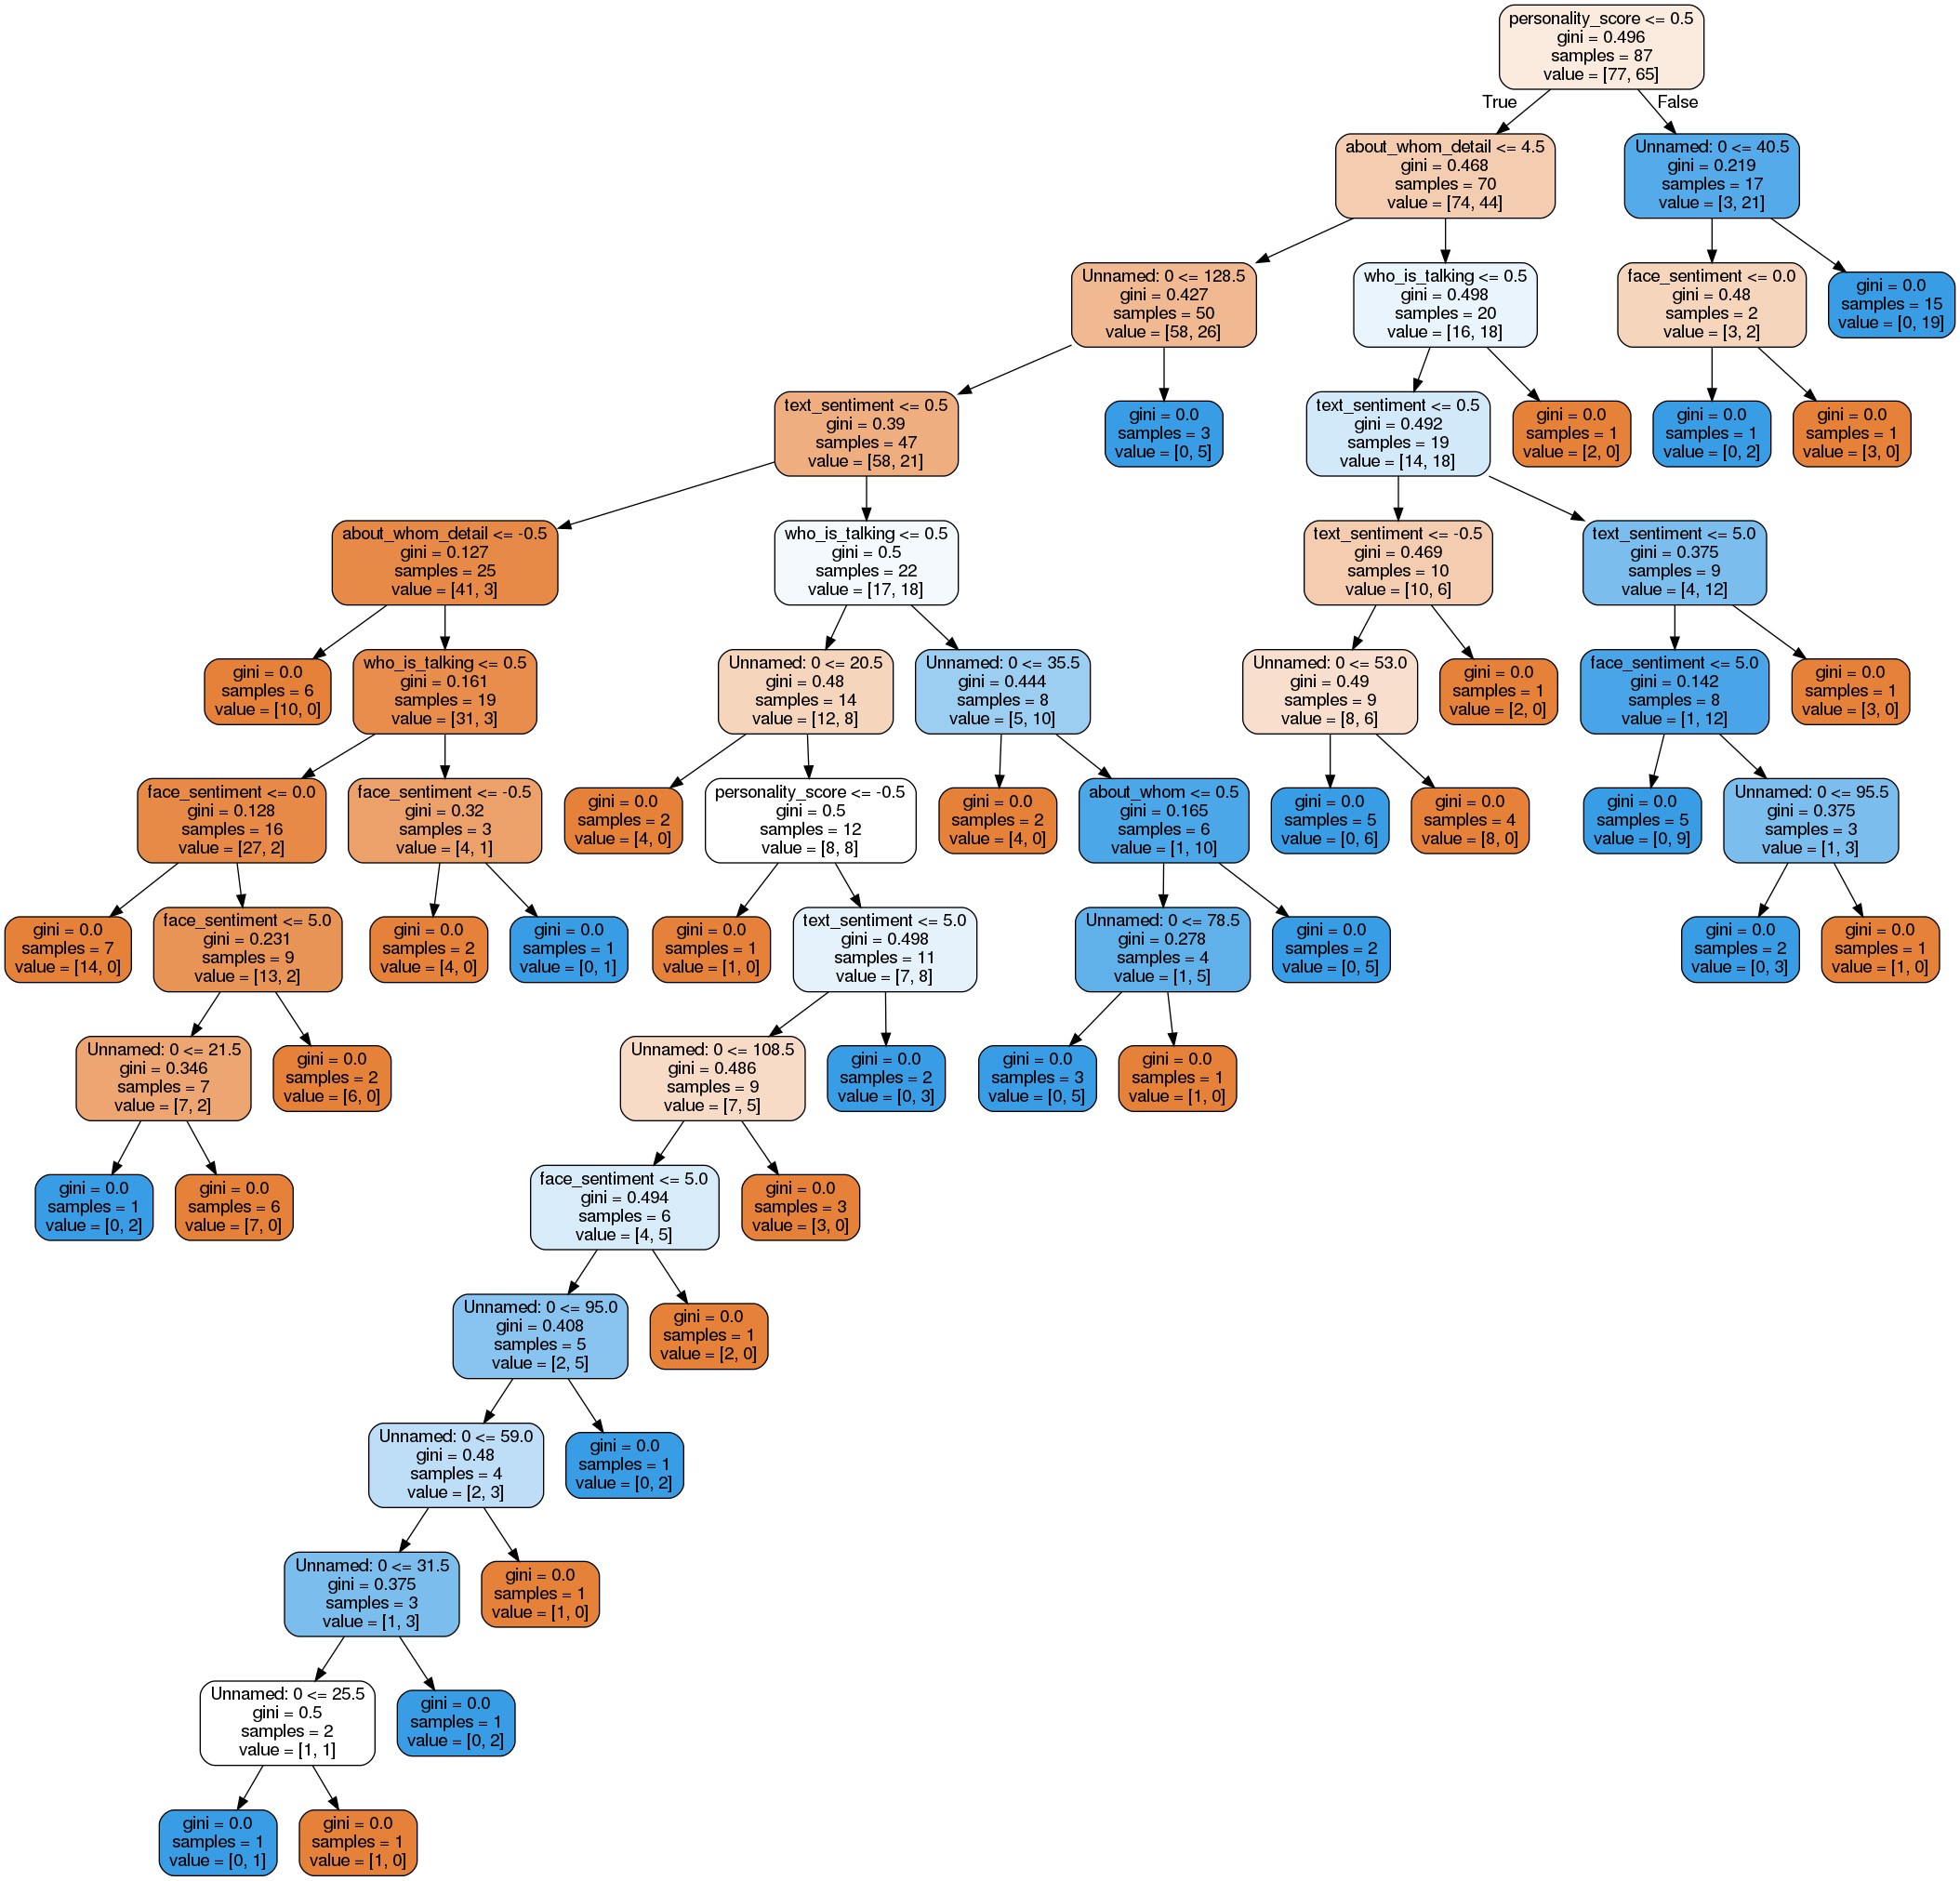 personality_score <= 0.5
gini = 0.496
samples = 87
value = [77, 65]
True
False
about_whom_detail <= 4.5
gini = 0.468
samples = 70
value = [74, 44]
Unnamed: 0 <= 40.5
gini = 0.219
samples = 17
value = [3, 21]
Unnamed: 0 <= 128.5
gini = 0.427
samples = 50
value = [58, 26]
who_is_talking <= 0.5
gini = 0.498
samples = 20
value = [16, 18]
face_sentiment <= 0.0
gini = 0.48
samples = 2
value = [3, 2]
gini = 0.0
samples = 15
value = [0, 19]
text_sentiment <= 0.5
gini = 0.39
samples = 47
value = [58, 21]
gini = 0.0
samples = 3
value = [0, 5]
text_sentiment <= 0.5
gini = 0.492
samples = 19
value = [14, 18]
gini = 0.0
samples = 1
value = [2, 0]
gini = 0.0
samples = 1
value = [0, 2]
gini = 0.0
samples = 1
value = [3, 0]
about_whom_detail <= -0.5
gini = 0.127
samples = 25
value = [41, 3]
who_is_talking <= 0.5
gini = 0.5
samples = 22
value = [17, 18]
text_sentiment <= -0.5
gini = 0.469
samples = 10
value = [10, 6]
text_sentiment <= 5.0
gini = 0.375
samples = 9
value = [4, 12]
gini = 0.0
samples = 6
value = [10, 0]
who_is_talking <= 0.5
gini = 0.161
samples = 19
value = [31, 3]
Unnamed: 0 <= 20.5
gini = 0.48
samples = 14
value = [12, 8]
Unnamed: 0 <= 35.5
gini = 0.444
samples = 8
value = [5, 10]
Unnamed: 0 <= 53.0
gini = 0.49
samples = 9
value = [8, 6]
gini = 0.0
samples = 1
value = [2, 0]
face_sentiment <= 5.0
gini = 0.142
samples = 8
value = [1, 12]
gini = 0.0
samples = 1
value = [3, 0]
face_sentiment <= 0.0
gini = 0.128
samples = 16
value = [27, 2]
face_sentiment <= -0.5
gini = 0.32
samples = 3
value = [4, 1]
gini = 0.0
samples = 2
value = [4, 0]
personality_score <= -0.5
gini = 0.5
samples = 12
value = [8, 8]
gini = 0.0
samples = 2
value = [4, 0]
about_whom <= 0.5
gini = 0.165
samples = 6
value = [1, 10]
gini = 0.0
samples = 5
value = [0, 6]
gini = 0.0
samples = 4
value = [8, 0]
gini = 0.0
samples = 5
value = [0, 9]
Unnamed: 0 <= 95.5
gini = 0.375
samples = 3
value = [1, 3]
gini = 0.0
samples = 7
value = [14, 0]
face_sentiment <= 5.0
gini = 0.231
samples = 9
value = [13, 2]
gini = 0.0
samples = 2
value = [4, 0]
gini = 0.0
samples = 1
value = [0, 1]
gini = 0.0
samples = 1
value = [1, 0]
text_sentiment <= 5.0
gini = 0.498
samples = 11
value = [7, 8]
Unnamed: 0 <= 78.5
gini = 0.278
samples = 4
value = [1, 5]
gini = 0.0
samples = 2
value = [0, 5]
gini = 0.0
samples = 2
value = [0, 3]
gini = 0.0
samples = 1
value = [1, 0]
Unnamed: 0 <= 21.5
gini = 0.346
samples = 7
value = [7, 2]
gini = 0.0
samples = 2
value = [6, 0]
Unnamed: 0 <= 108.5
gini = 0.486
samples = 9
value = [7, 5]
gini = 0.0
samples = 2
value = [0, 3]
gini = 0.0
samples = 3
value = [0, 5]
gini = 0.0
samples = 1
value = [1, 0]
gini = 0.0
samples = 1
value = [0, 2]
gini = 0.0
samples = 6
value = [7, 0]
face_sentiment <= 5.0
gini = 0.494
samples = 6
value = [4, 5]
gini = 0.0
samples = 3
value = [3, 0]
Unnamed: 0 <= 95.0
gini = 0.408
samples = 5
value = [2, 5]
gini = 0.0
samples = 1
value = [2, 0]
Unnamed: 0 <= 59.0
gini = 0.48
samples = 4
value = [2, 3]
gini = 0.0
samples = 1
value = [0, 2]
Unnamed: 0 <= 31.5
gini = 0.375
samples = 3
value = [1, 3]
gini = 0.0
samples = 1
value = [1, 0]
Unnamed: 0 <= 25.5
gini = 0.5
samples = 2
value = [1, 1]
gini = 0.0
samples = 1
value = [0, 2]
gini = 0.0
samples = 1
value = [0, 1]
gini = 0.0
samples = 1
value = [1, 0]